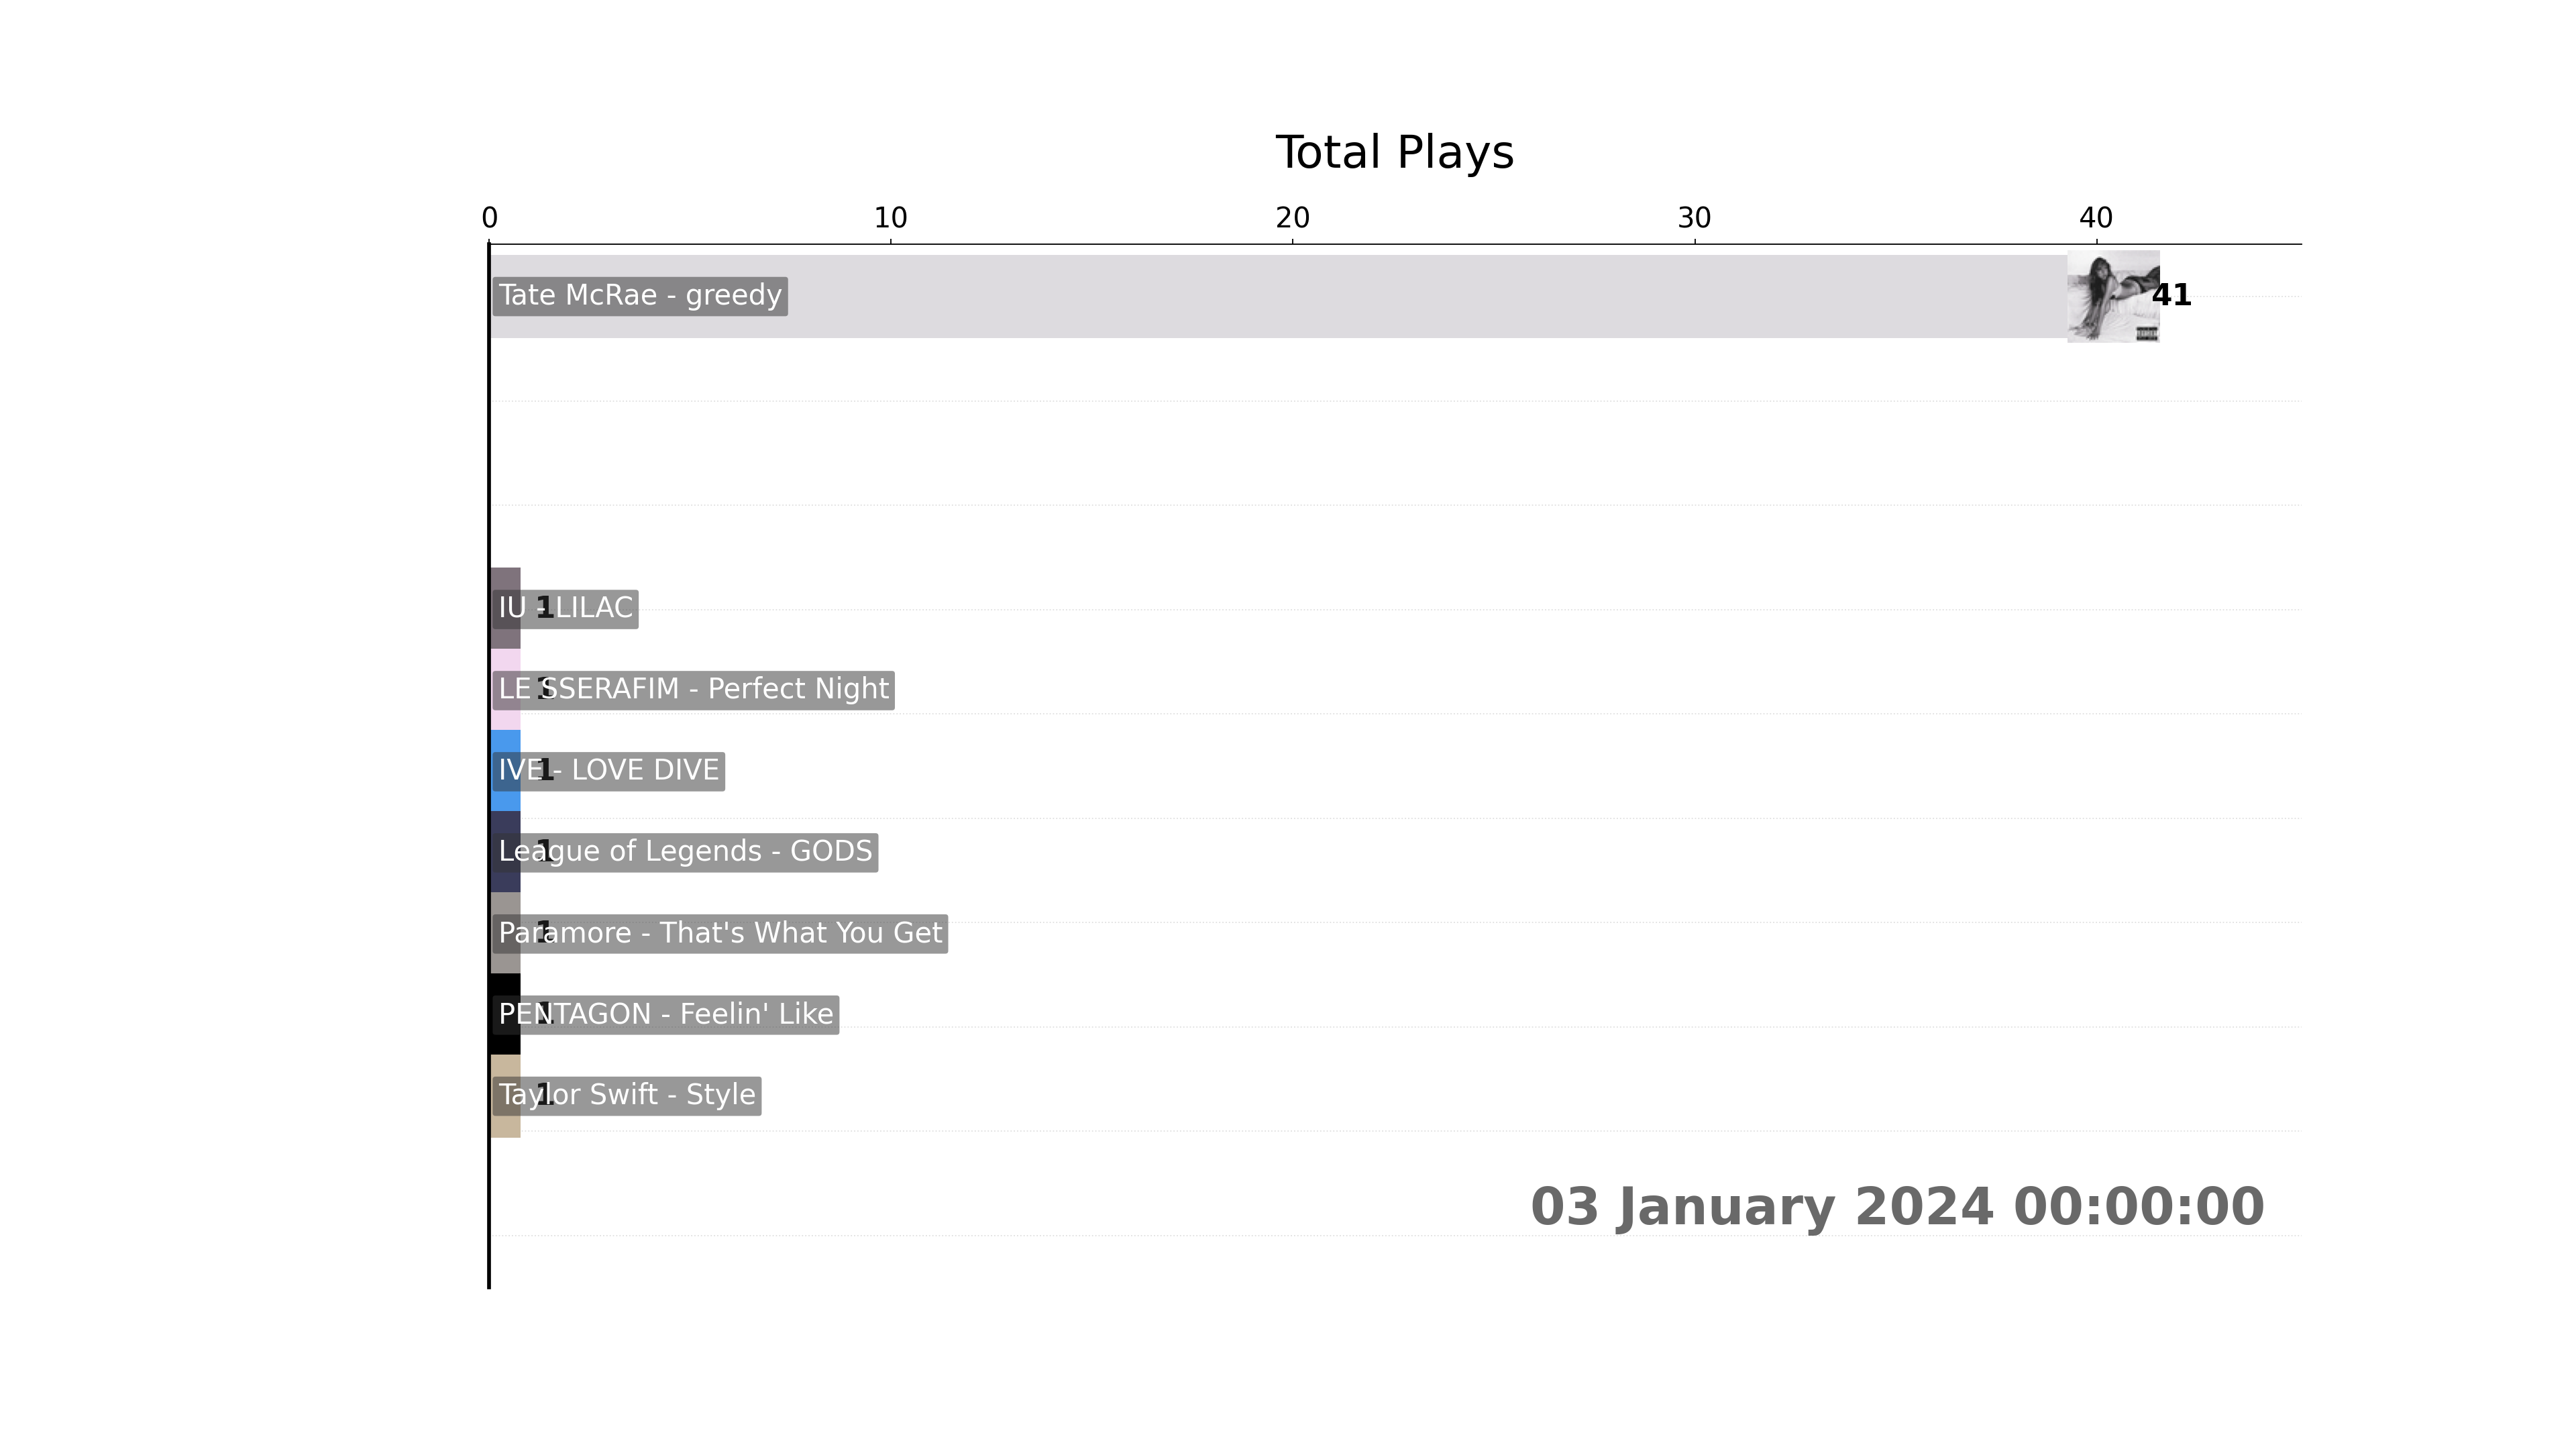 Total Plays
0 10 20 30 40
Tate McRae - greedy 41
IU - LILAC 1
LE SSERAFIM - Perfect Night 1
IVE - LOVE DIVE 1
League of Legends - GODS 1
Paramore - That's What You Get 1
PENTAGON - Feelin' Like 1
Taylor Swift - Style 1
03 January 2024 00:00:00